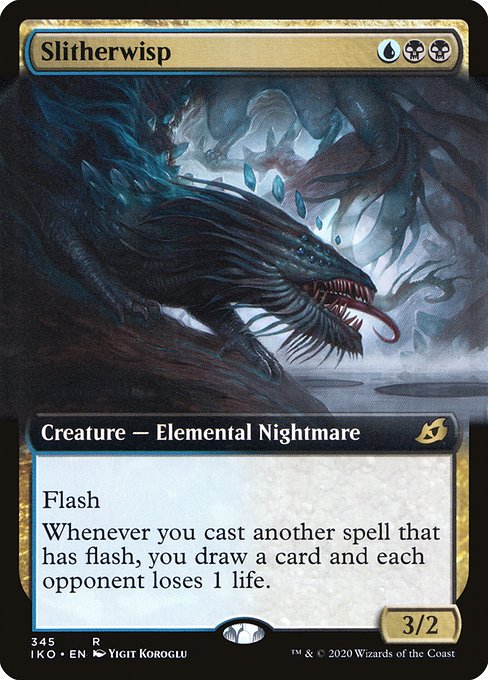 Slitherwisp
Creature — Elemental Nightmare
Flash
Whenever you cast another spell that
has flash, you draw a card and each
opponent loses 1 life.
3/2
345 R
IKO • EN Yigit Koroglu
™ & © 2020 Wizards of the Coast